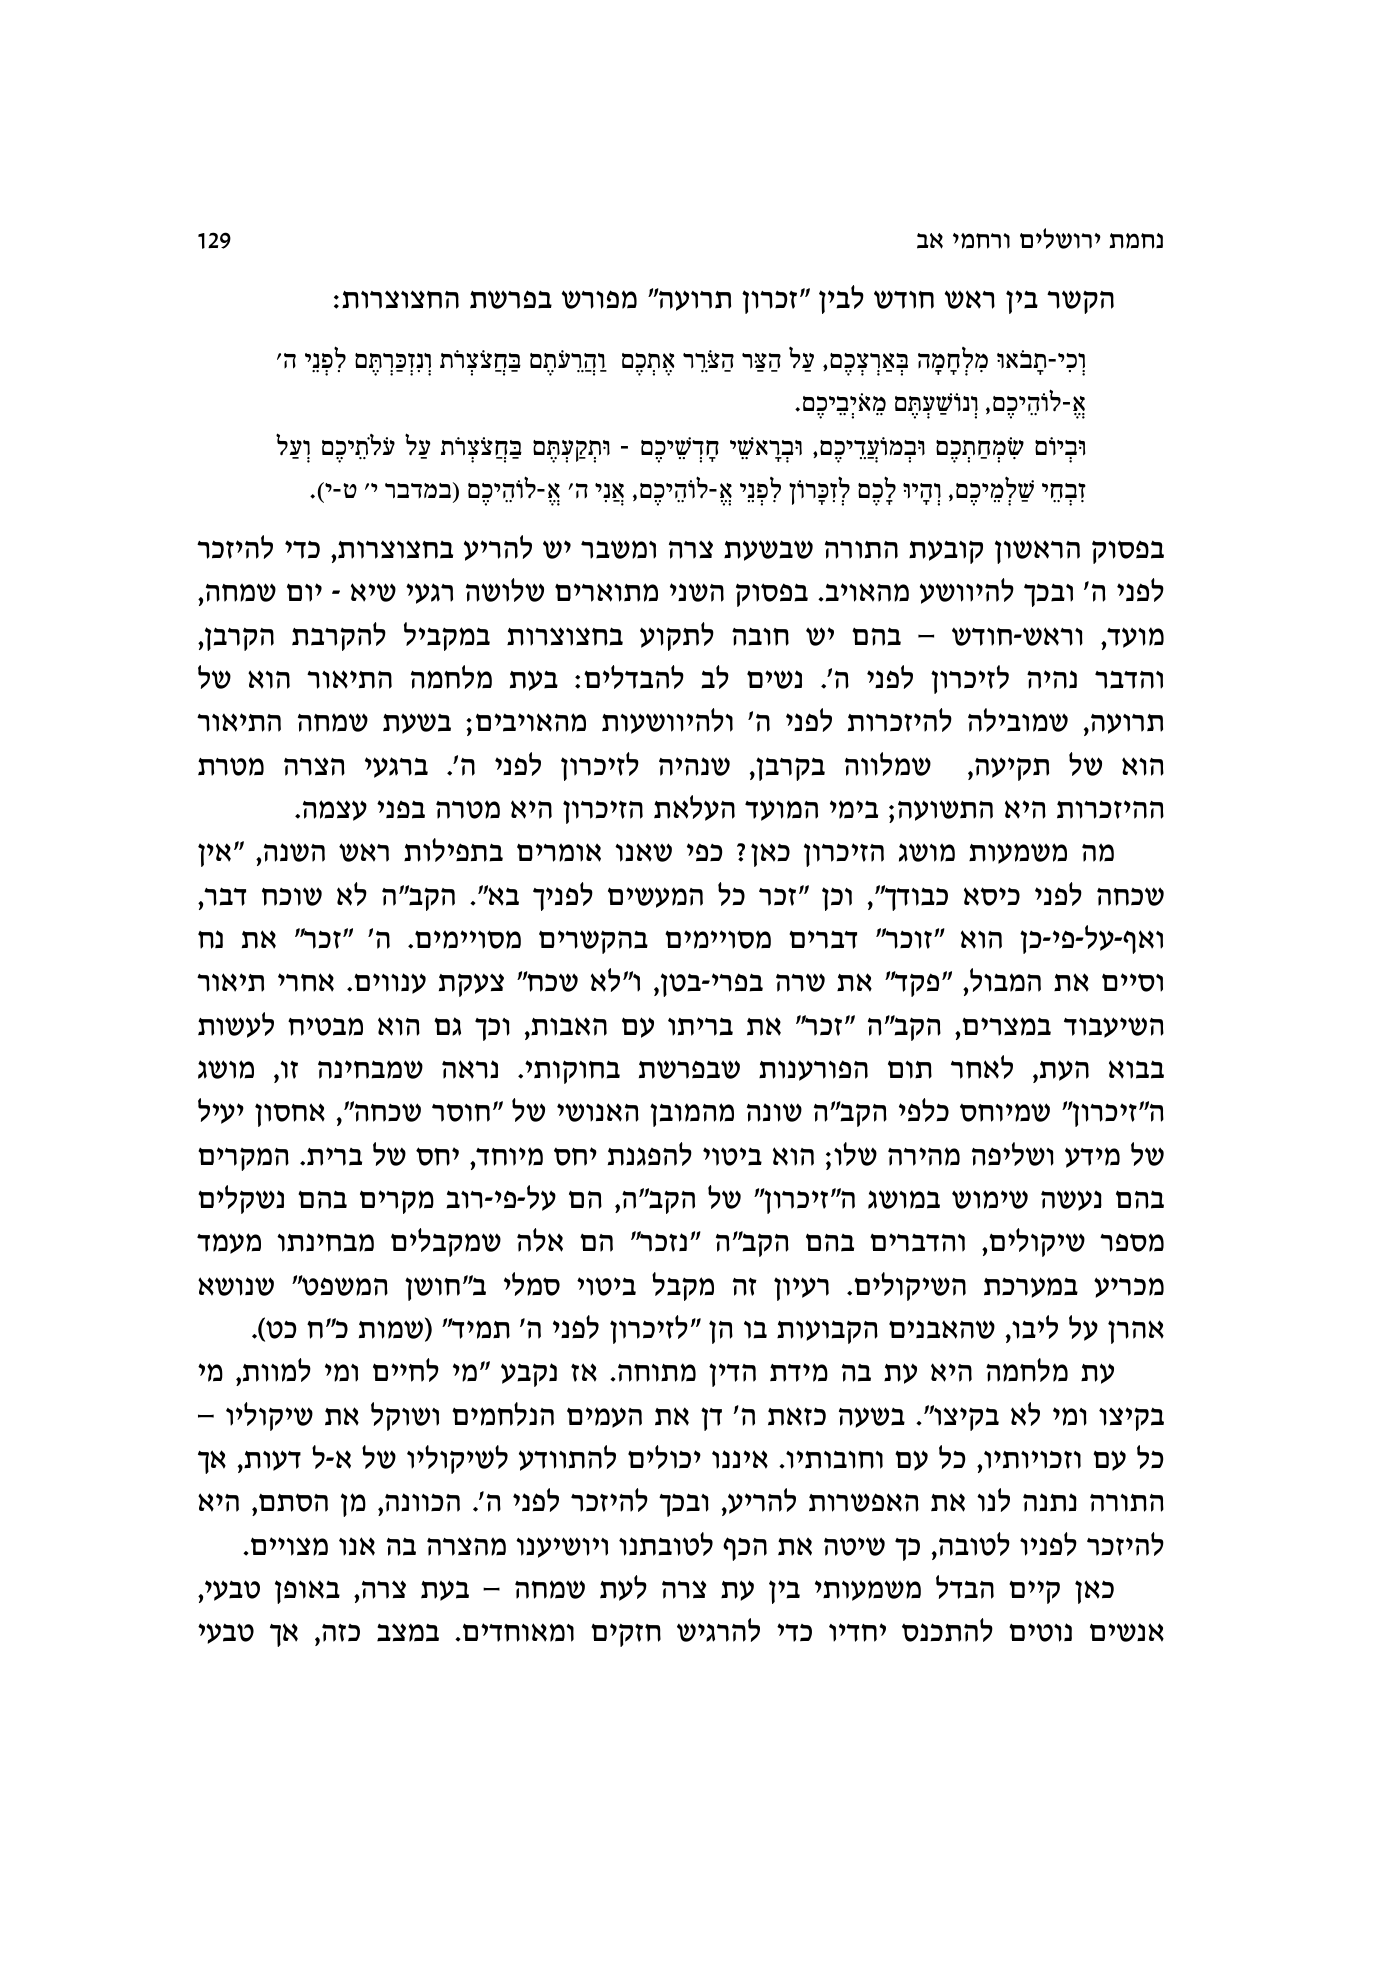 נחמת ירושלים ורחמי אב 129
הקשר בין ראש חודש לבין "זכרון תרועה" מפורש בפרשת החצוצרות:
וְכִי-תָבֹאוּ מִלְחָמָה בְּאַרְצְכֶם, עַל הַצַּר הַצֹּרֵר אֶתְכֶם וַהֲרֵעֹתֶם בַּחֲצֹצְרֹת וְנִזְכַּרְתֶּם לִפְנֵי ה'
אֱ-לוֹהֵיכֶם, וְנוֹשַׁעְתֶּם מֵאֹיְבֵיכֶם.
וּבְיוֹם שִׂמְחַתְכֶם וּבְמוֹעֲדֵיכֶם, וּבְרָאשֵׁי חָדְשֵׁיכֶם - וּתְקַעְתֶּם בַּחֲצֹצְרֹת עַל עֹלֹתֵיכֶם וְעַל
זִבְחֵי שַׁלְמֵיכֶם, וְהָיוּ לָכֶם לְזִכָּרוֹן לִפְנֵי אֱ-לוֹהֵיכֶם, אֲנִי ה' אֱ-לוֹהֵיכֶם (במדבר י' ט-י).
בפסוק הראשון קובעת התורה שבשעת צרה ומשבר יש להריע בחצוצרות, כדי להיזכר
לפני ה' ובכך להיוושע מהאויב. בפסוק השני מתוארים שלושה רגעי שיא - יום שמחה,
מועד, וראש-חודש – בהם יש חובה לתקוע בחצוצרות במקביל להקרבת הקרבן,
והדבר נהיה לזיכרון לפני ה'. נשים לב להבדלים: בעת מלחמה התיאור הוא של
תרועה, שמובילה להיזכרות לפני ה' ולהיוושעות מהאויבים; בשעת שמחה התיאור
הוא של תקיעה, שמלווה בקרבן, שנהיה לזיכרון לפני ה'. ברגעי הצרה מטרת
ההיזכרות היא התשועה; בימי המועד העלאת הזיכרון היא מטרה בפני עצמה.
מה משמעות מושג הזיכרון כאן? כפי שאנו אומרים בתפילות ראש השנה, "אין
שכחה לפני כיסא כבודך", וכן "זכר כל המעשים לפניך בא". הקב"ה לא שוכח דבר,
ואף-על-פי-כן הוא "זוכר" דברים מסויימים בהקשרים מסויימים. ה' "זכר" את נח
וסיים את המבול, "פקד" את שרה בפרי-בטן, ו"לא שכח" צעקת ענווים. אחרי תיאור
השיעבוד במצרים, הקב"ה "זכר" את בריתו עם האבות, וכך גם הוא מבטיח לעשות
בבוא העת, לאחר תום הפורענות שבפרשת בחוקותי. נראה שמבחינה זו, מושג
ה"זיכרון" שמיוחס כלפי הקב"ה שונה מהמובן האנושי של "חוסר שכחה", אחסון יעיל
של מידע ושליפה מהירה שלו; הוא ביטוי להפגנת יחס מיוחד, יחס של ברית. המקרים
בהם נעשה שימוש במושג ה"זיכרון" של הקב"ה, הם על-פי-רוב מקרים בהם נשקלים
מספר שיקולים, והדברים בהם הקב"ה "נזכר" הם אלה שמקבלים מבחינתו מעמד
מכריע במערכת השיקולים. רעיון זה מקבל ביטוי סמלי ב"חושן המשפט" שנושא
אהרן על ליבו, שהאבנים הקבועות בו הן "לזיכרון לפני ה' תמיד" (שמות כ"ח כט).
עת מלחמה היא עת בה מידת הדין מתוחה. אז נקבע "מי לחיים ומי למוות, מי
בקיצו ומי לא בקיצו". בשעה כזאת ה' דן את העמים הנלחמים ושוקל את שיקוליו –
כל עם וזכויותיו, כל עם וחובותיו. איננו יכולים להתוודע לשיקוליו של א-ל דעות, אך
התורה נתנה לנו את האפשרות להריע, ובכך להיזכר לפני ה'. הכוונה, מן הסתם, היא
להיזכר לפניו לטובה, כך שיטה את הכף לטובתנו ויושיענו מהצרה בה אנו מצויים.
כאן קיים הבדל משמעותי בין עת צרה לעת שמחה – בעת צרה, באופן טבעי,
אנשים נוטים להתכנס יחדיו כדי להרגיש חזקים ומאוחדים. במצב כזה, אך טבעי